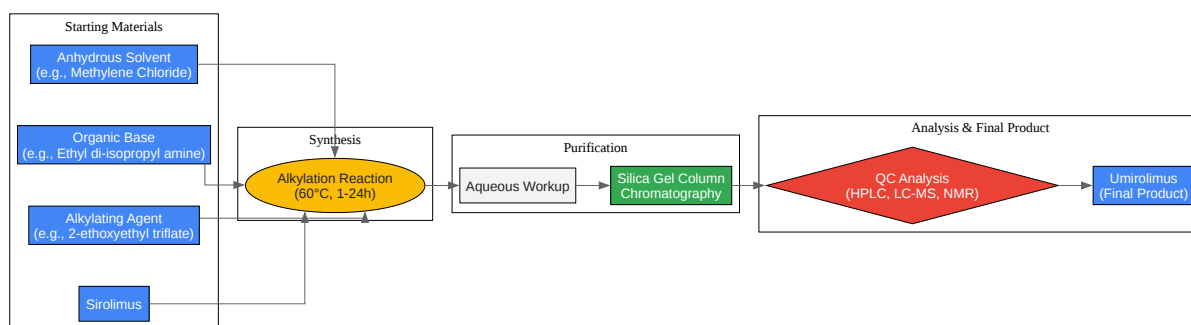 Starting Materials
Anhydrous Solvent
(e.g., Methylene Chloride)
Organic Base
(e.g., Ethyl di-isopropyl amine)
Alkylating Agent
(e.g., 2-ethoxyethyl triflate)
Sirolimus
Synthesis
Alkylation Reaction
(60°C, 1-24h)
Purification
Aqueous Workup
Silica Gel Column
Chromatography
Analysis & Final Product
QC Analysis
(HPLC, LC-MS, NMR)
Umirolimus
(Final Product)